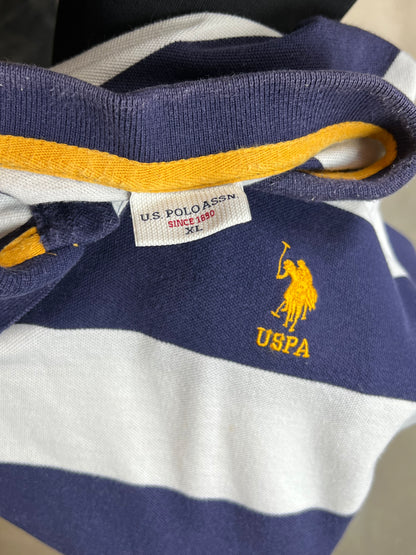 U.S. POLO ASSN.
SINCE 1890
XL
USPA